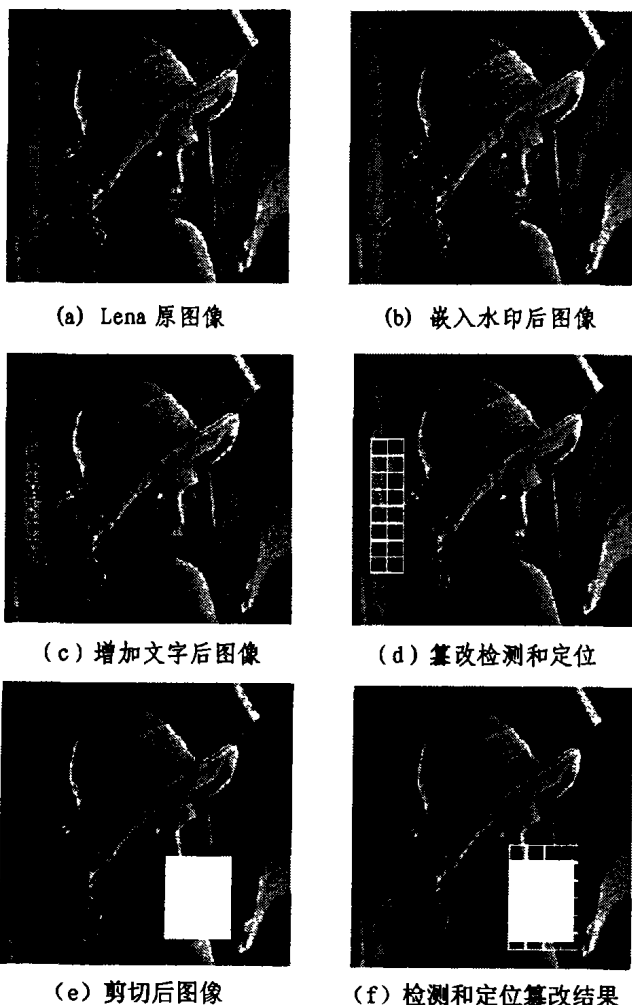 (a) Lena 原图像
(b) 嵌入水印后图像
(c) 增加文字后图像
(d) 篡改检测和定位
(e) 剪切后图像
(f) 检测和定位篡改结果